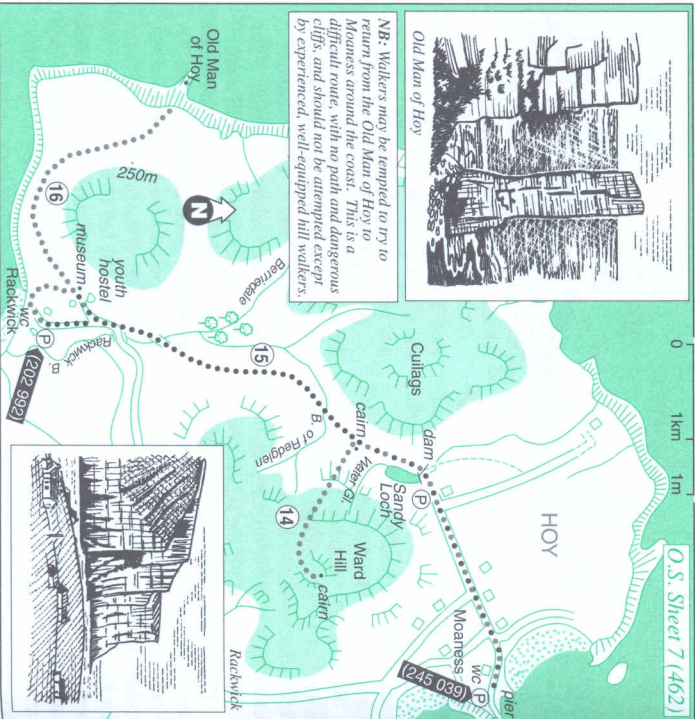 O.S. Sheet 7 (462)
0
1km
1m
Old Man of Hoy
NB: Walkers may be tempted to try to
return from the Old Man of Hoy to
Moaness around the coast. This is a
difficult route, with no path and dangerous
cliffs, and should not be attempted except
by experienced, well-equipped hill walkers.
HOY
pier
P
wc
(245 039)
Moaness
P
Sandy
Loch
dam
Cuilags
cairn
Water Gl.
Ward
Hill
cairn
14
B. of Redglen
15
Berriedale
N
Old Man
of Hoy
250m
16
youth
hostel
museum
Rackwick B.
wc
P
Rackwick
(202 992)
Rackwick